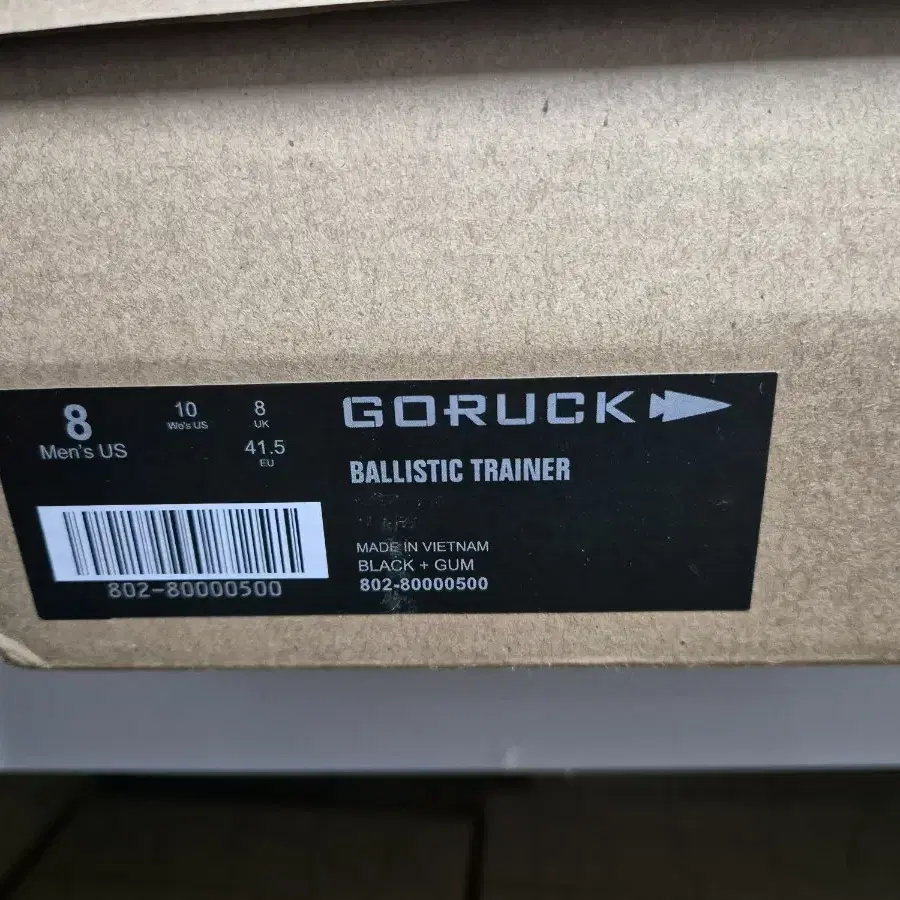 8
Men's US
10
Wo's US
8
UK
41.5
EU
802-80000500
GORUCK
BALLISTIC TRAINER
MADE IN VIETNAM
BLACK + GUM
802-80000500